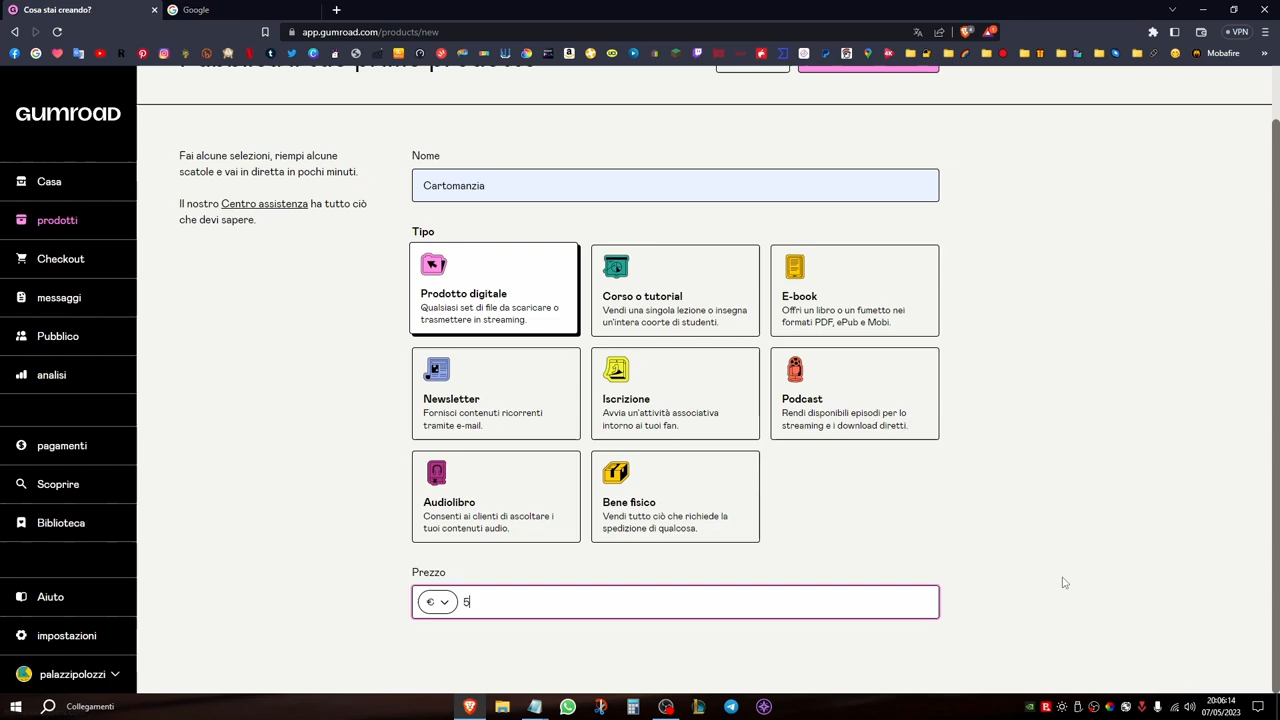 Cosa stai creando?
Google
app.gumroad.com/products/new
VPN
Mobafire
GUMROAD
Casa
prodotti
Checkout
messaggi
Pubblico
analisi
pagamenti
Scoprire
Biblioteca
Aiuto
impostazioni
palazzipolozzi
Fai alcune selezioni, riempi alcune
scatole e vai in diretta in pochi minuti.
Il nostro Centro assistenza ha tutto ciò
che devi sapere.
Nome
Cartomanzia
Tipo
Prodotto digitale
Qualsiasi set di file da scaricare o
trasmettere in streaming.
Corso o tutorial
Vendi una singola lezione o insegna
un'intera coorte di studenti.
E-book
Offri un libro o un fumetto nei
formati PDF, ePub e Mobi.
Newsletter
Fornisci contenuti ricorrenti
tramite e-mail.
Iscrizione
Avvia un'attività associativa
intorno ai tuoi fan.
Podcast
Rendi disponibili episodi per lo
streaming e i download diretti.
Audiolibro
Consenti ai clienti di ascoltare i
tuoi contenuti audio.
Bene fisico
Vendi tutto ciò che richiede la
spedizione di qualcosa.
Prezzo
€ 5
Collegamenti
20:06:14
07/05/2023